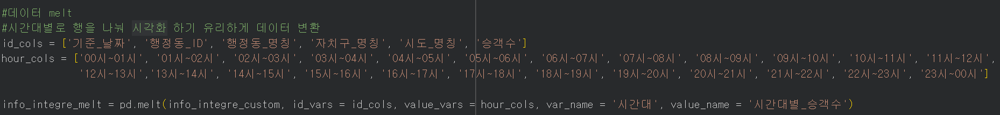 #데이터 melt
#시간대별로 행을 나눠 시각화 하기 유리하게 데이터 변환
id_cols = ['기준_날짜', '행정동_ID', '행정동_명칭', '자치구_명칭', '시도_명칭', '승객수']
hour_cols = ['00시~01시', '01시~02시', '02시~03시', '03시~04시', '04시~05시', '05시~06시', '06시~07시', '07시~08시', '08시~09시', '09시~10시', '10시~11시', '11시~12시',
'12시~13시','13시~14시', '14시~15시', '15시~16시', '16시~17시', '17시~18시', '18시~19시', '19시~20시', '20시~21시', '21시~22시', '22시~23시', '23시~00시']
info_integre_melt = pd.melt(info_integre_custom, id_vars = id_cols, value_vars = hour_cols, var_name = '시간대', value_name = '시간대별_승객수')